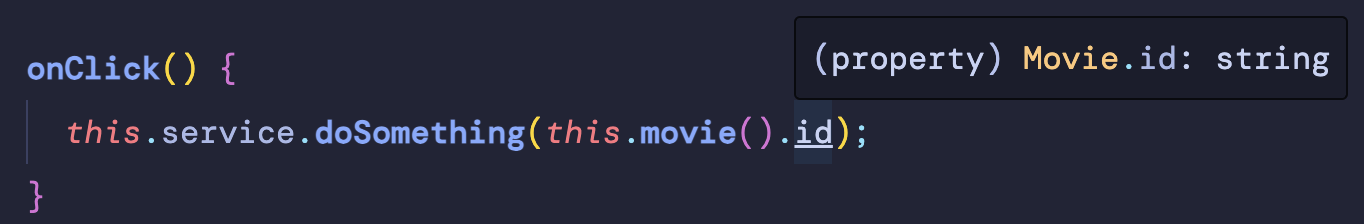 (property) Movie.id: string
onClick() {
this.service.doSomething(this.movie().id);
}